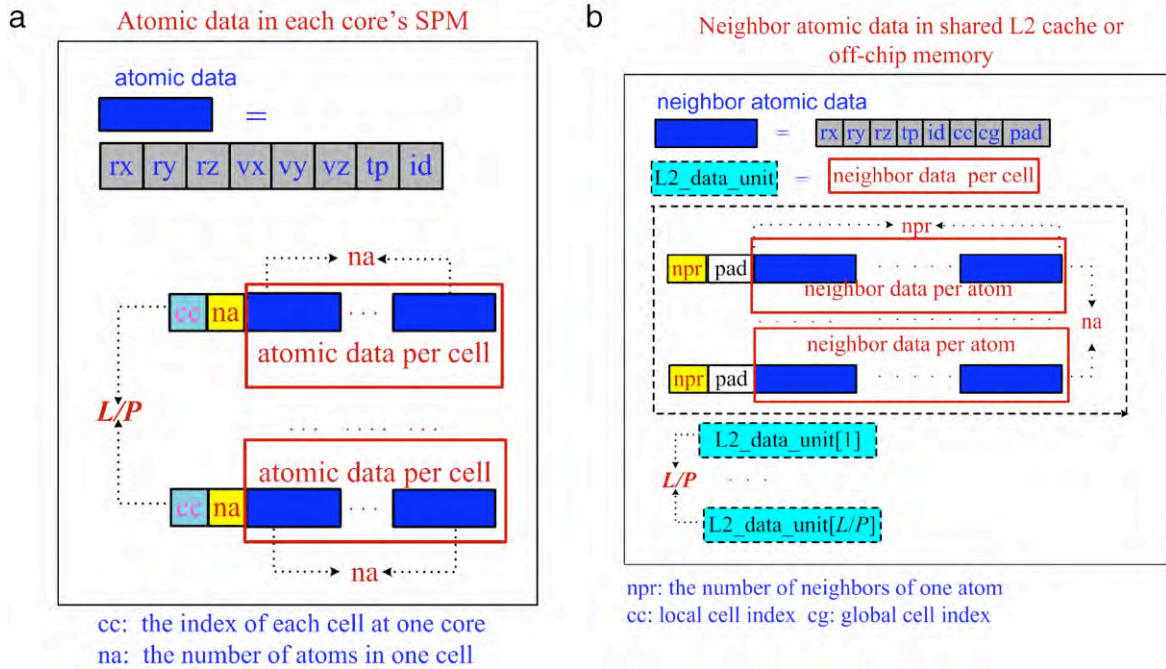 a
Atomic data in each core's SPM
atomic data
=
rx ry rz vx vy vz tp id
na
cc na
atomic data per cell
L/P
atomic data per cell
cc na
na
cc: the index of each cell at one core
na: the number of atoms in one cell
b
Neighbor atomic data in shared L2 cache or
off-chip memory
neighbor atomic data
= rx ry rz tp id cc cg pad
L2_data_unit = neighbor data per cell
npr
npr pad
neighbor data per atom
na
neighbor data per atom
npr pad
L2_data_unit[1]
L/P
L2_data_unit[L/P]
npr: the number of neighbors of one atom
cc: local cell index cg: global cell index